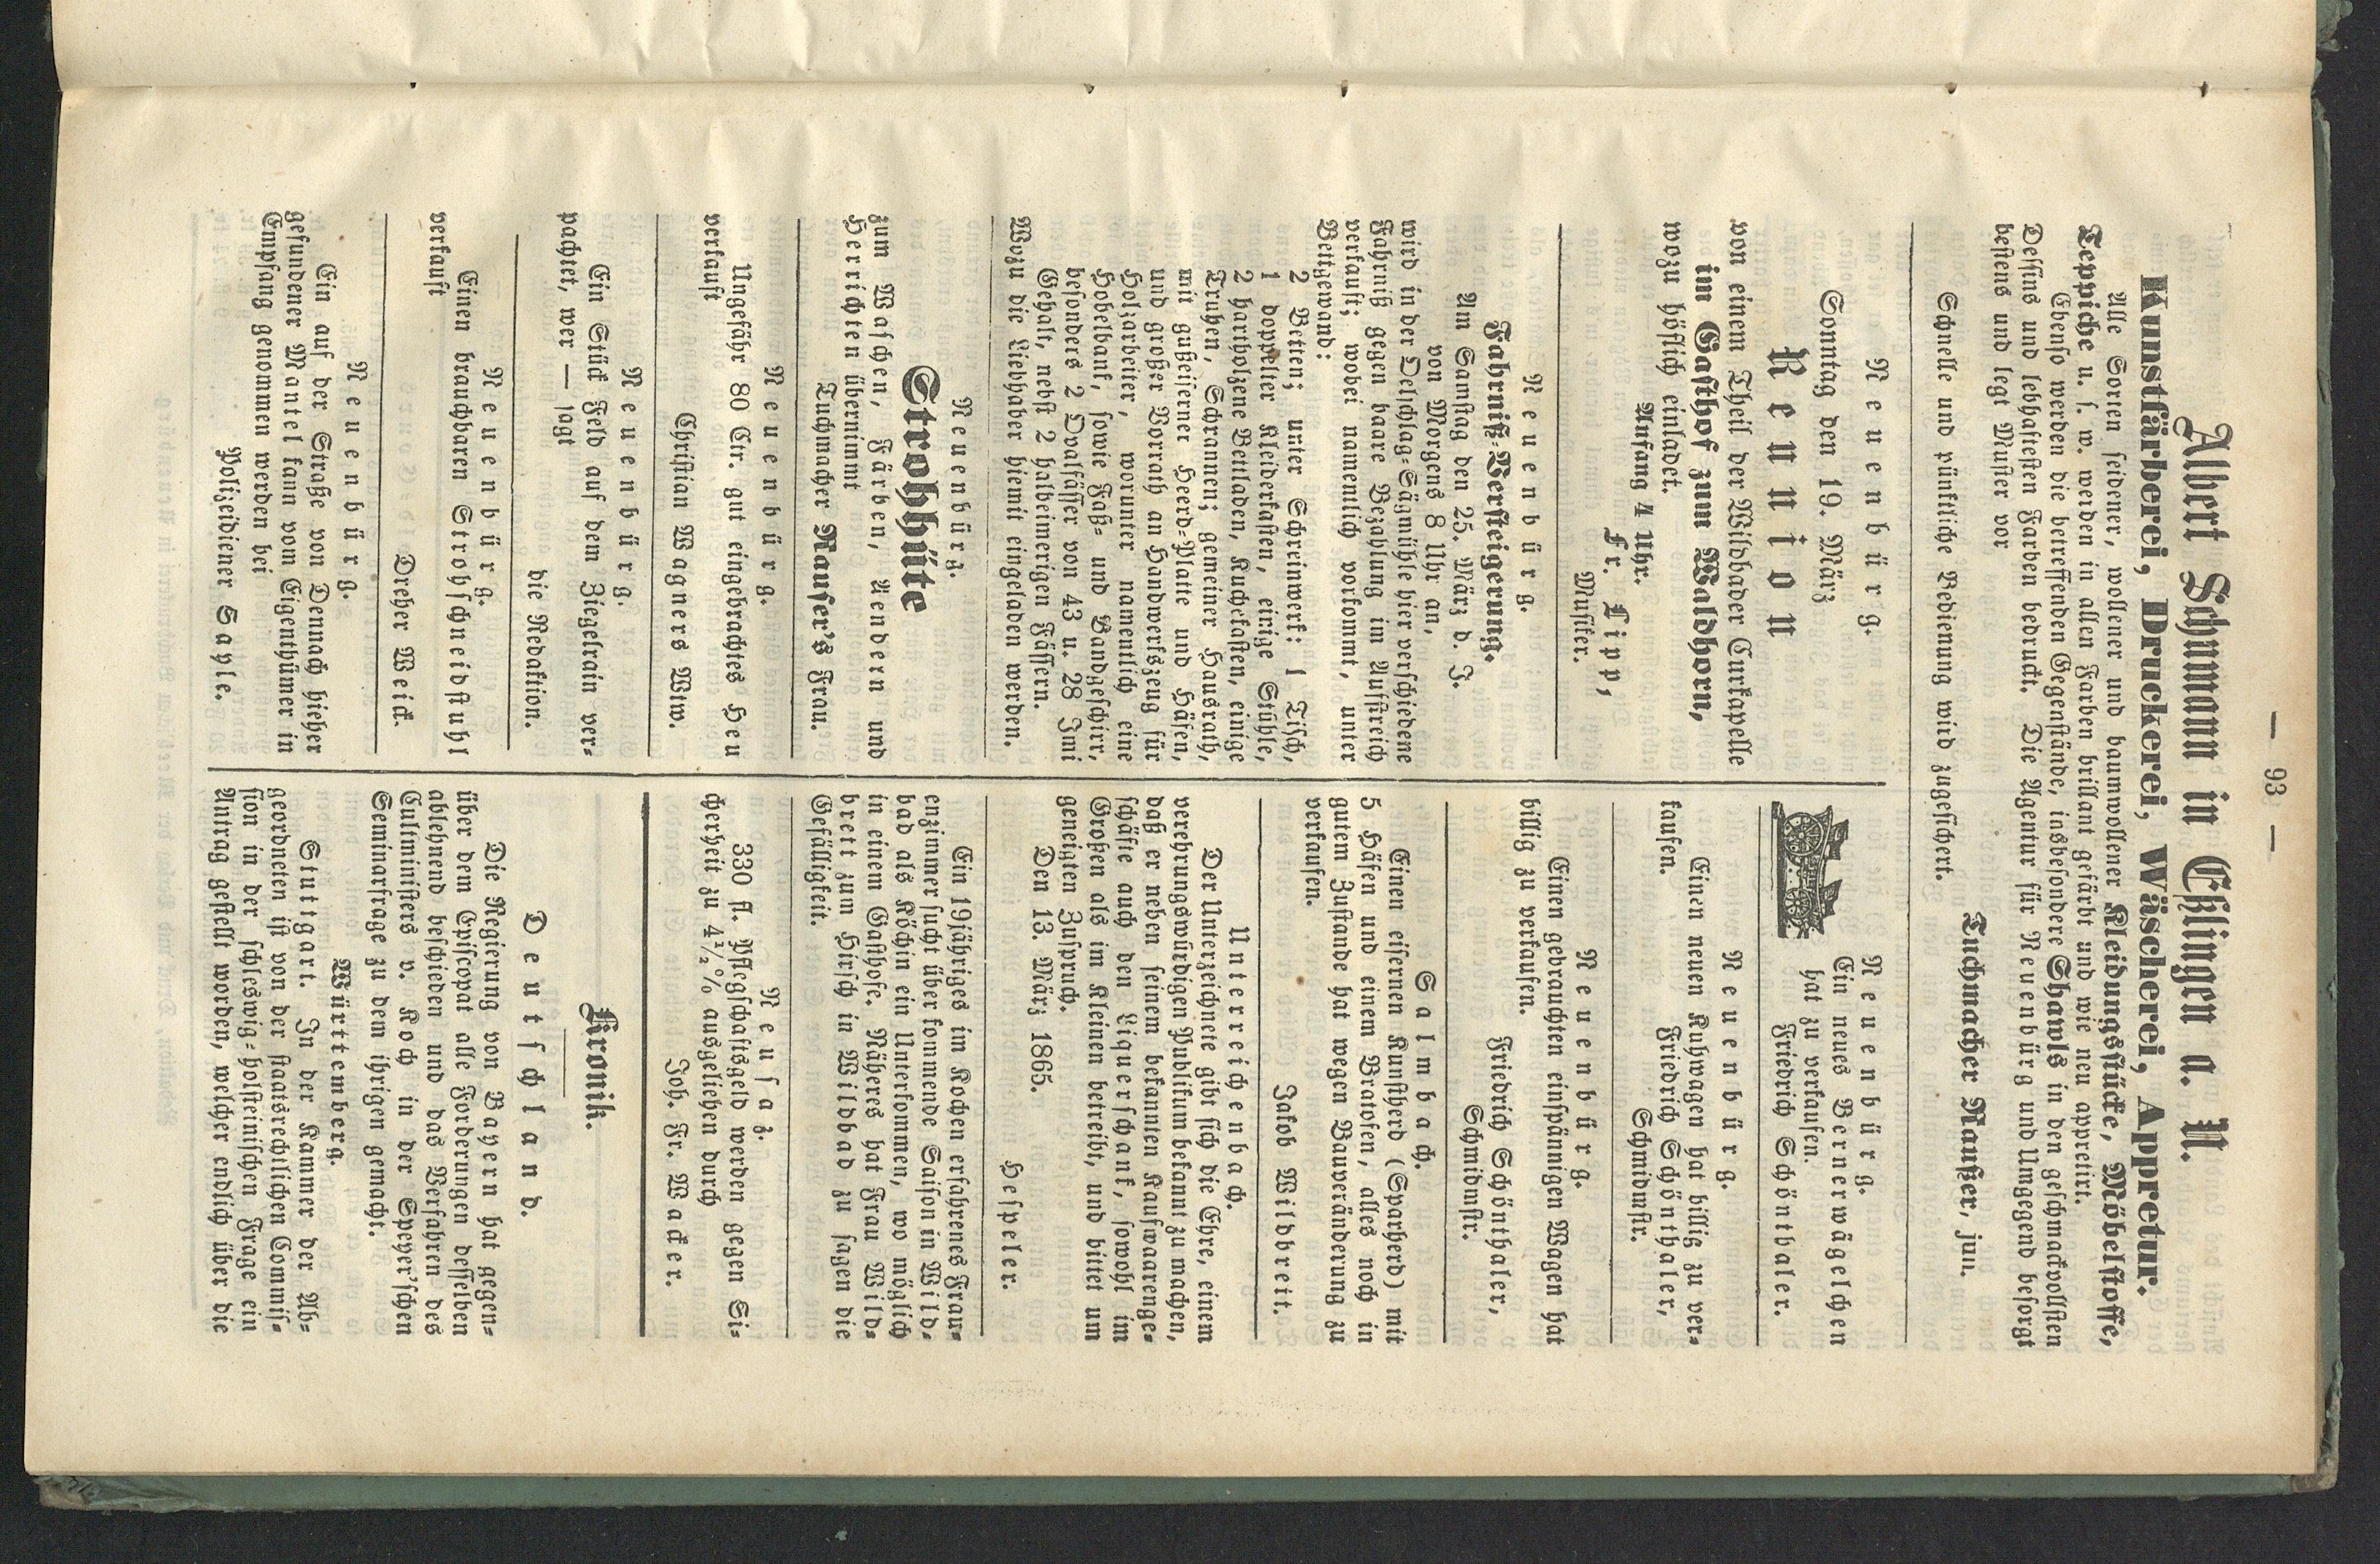 — 93 —
Albert Schumann in Eßlingen a. N.
Kunstfärberei, Druckerei, Wäscherei, Appretur.
Alle Sorten seidener, wollener und baumwollener Kleidungsstücke, Möbelstoffe,
Teppiche u. s. w. werden in allen Farben brillant gefärbt und wie neu appretirt.
Ebenso werden die betreffenden Gegenstände, insbesondere Shawls in den geschmakvollsten
Dessins und lebhaftesten Farben bedruckt. Die Agentur für Neuenbürg und Umgegend besorgt
bestens und legt Muster vor
Tuchmacher Raußer, jun.
Schnelle und pünktliche Bedienung wird zugesichert.
Neuenbürg.
Sonntag den 19. März
Reunion
von einem Theil der Wildbader Curkapelle
im Gasthof zum Waldhorn,
wozu höflich einladet.
Anfang 4 Uhr.
Fr. Lipp,
Musiker.
Neuenbürg.
Fahrniß-Versteigerung.
Am Samstag den 25. März d. J.
von Morgens 8 Uhr an,
wird in der Oelschlag-Sägmühle hier verschiedene
Fahrniß gegen baare Bezahlung im Aufstreich
verkauft; wobei namentlich vorkommt, unter
Bettgewand:
2 Betten; unter Schreinwerk: 1 Tisch,
1 doppelter Kleiderkasten, einige Stühle,
2 hartholzene Bettladen, Kuchekasten, einige
Truhen, Schrannen; gemeiner Hausrath,
mit gußeiserner Heerd-Platte und Häfen,
und großer Vorrath an Handwerkszeug für
Holzarbeiter, worunter namentlich eine
Hobelbank, sowie Faß- und Bandgeschirr,
besonders 2 Ovalfässer von 43 u. 28 Imi
Gehalt, nebst 2 halbeimerigen Fässern.
Wozu die Liebhaber hiemit eingeladen werden.
Neuenbürg.
Strohhüte
zum Waschen, Färben, Aendern und
Herrichten übernimmt
Tuchmacher Rauser's Frau.
Neuenbürg.
Ungefähr 80 Ctr. gut eingebrachtes Heu
verkauft
Christian Wagners Wtw.
Neuenbürg.
Ein Stück Feld auf dem Ziegelrain ver-
pachtet, wer — sagt
die Redaktion.
Neuenbürg.
Einen brauchbaren Strohschneidstuhl
verkauft
Dreher Weik.
Neuenbürg.
Ein auf der Straße von Dennach hieher
gefundener Mantel kann vom Eigenthümer in
Empfang genommen werden bei
Polizeidiener Sayle.
Neuenbürg.
Ein neues Bernerwägelchen
hat zu verkaufen.
Friedrich Schönthaler.
Neuenbürg.
Einen neuen Kuhwagen hat billig zu ver-
kaufen.
Friedrich Schönthaler,
Schmidmstr.
Neuenbürg.
Einen gebrauchten einspännigen Wagen hat
billig zu verkaufen.
Friedrich Schönthaler,
Schmidmstr.
Salmbach.
Einen eisernen Kunstherd (Sparherd) mit
5 Häfen und einem Bratofen, alles noch in
gutem Zustande hat wegen Bauveränderung zu
verkaufen.
Jakob Wildbreit.
Unterreichenbach.
Der Unterzeichnete gibt sich die Ehre, einem
verehrungswürdigen Publikum bekannt zu machen,
daß er neben seinem bekannten Kaufwaarenge-
schäfte auch den Liquerschank, sowohl im
Großen als im Kleinen betreibt, und bittet um
geneigten Zuspruch.
Den 13. März 1865.
Hespeler.
Ein 19jähriges im Kochen erfahrenes Frau-
enzimmer sucht über kommende Saison in Wild-
bad als Köchin ein Unterkommen, wo möglich
in einem Gasthofe. Näheres hat Frau Wild-
brett zum Hirsch in Wildbad zu sagen die
Gefälligkeit.
Neusaz.
330 fl. Pflegschaftsgeld werden gegen Si-
cherheit zu 4½% ausgeliehen durch
Joh. Fr. Wacker.
Kronik.
Deutschland.
Die Regierung von Bayern hat gegen-
über dem Episcopat alle Forderungen desselben
ablehnend beschieden und das Verfahren des
Cultministers v. Koch in der Speyer'schen
Seminarfrage zu dem ihrigen gemacht.
Württemberg.
Stuttgart. In der Kammer der Ab-
geordneten ist von der staatsrechtlichen Commis-
sion in der schleswig-holsteinischen Frage ein
Antrag gestellt worden, welcher endlich über die